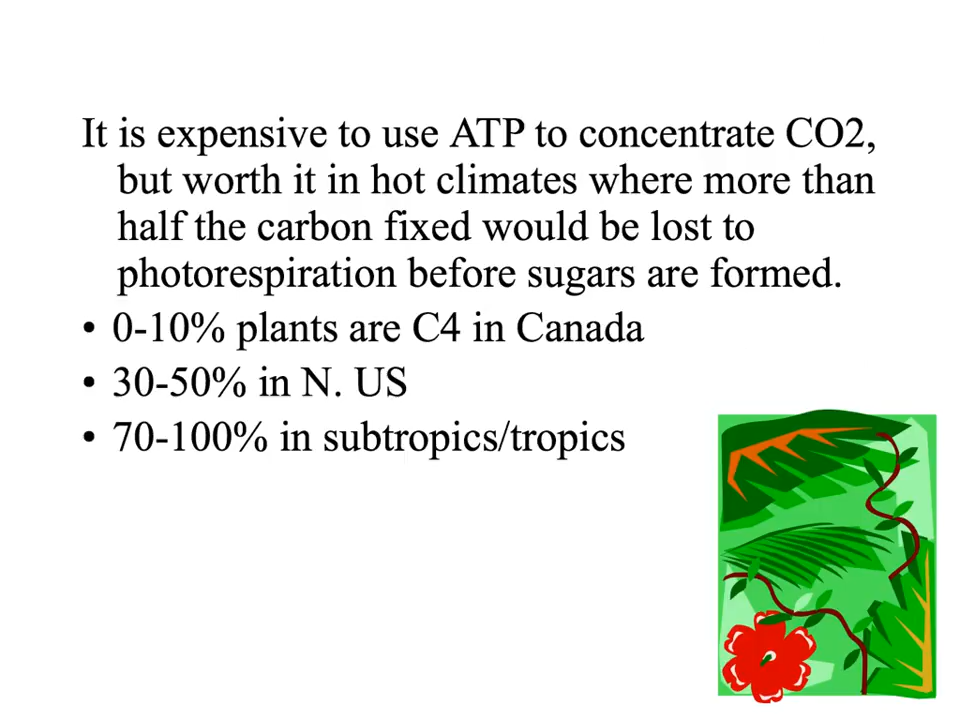 It is expensive to use ATP to concentrate CO2,
but worth it in hot climates where more than
half the carbon fixed would be lost to
photorespiration before sugars are formed.
• 0-10% plants are C4 in Canada
• 30-50% in N. US
• 70-100% in subtropics/tropics